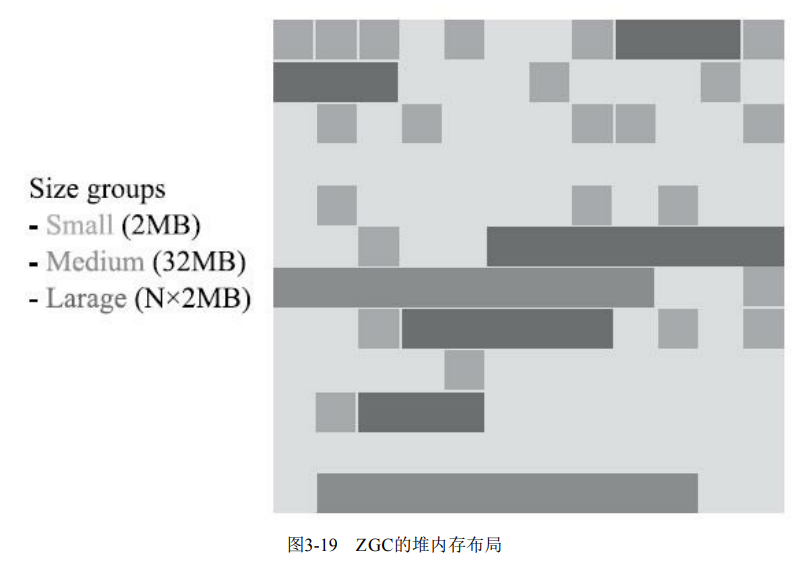 Size groups
- Small (2MB)
- Medium (32MB)
- Larage (N×2MB)
图3-19 ZGC的堆内存布局